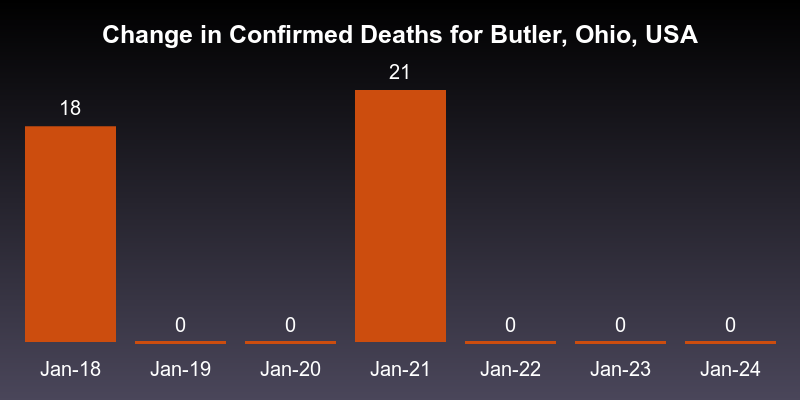 Change in Confirmed Deaths for Butler, Ohio, USA
18 0 0 21 0 0 0
Jan-18 Jan-19 Jan-20 Jan-21 Jan-22 Jan-23 Jan-24